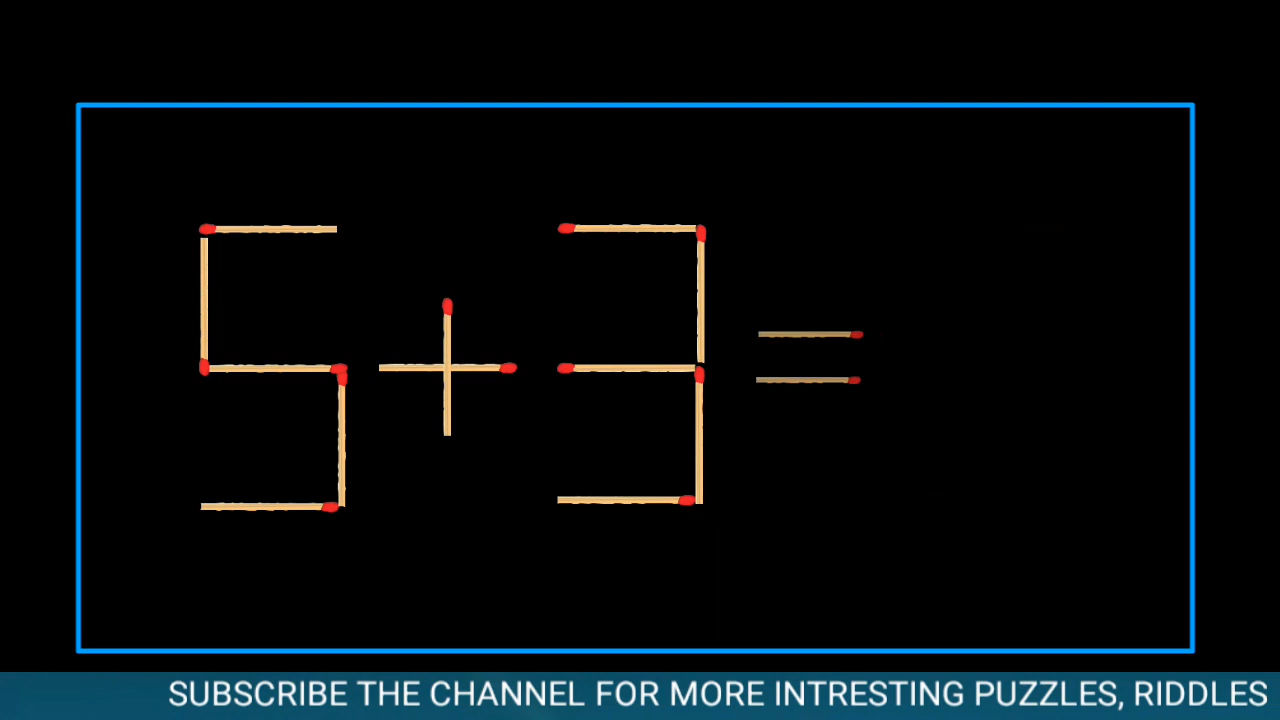 5 + 3 =
SUBSCRIBE THE CHANNEL FOR MORE INTRESTING PUZZLES, RIDDLES